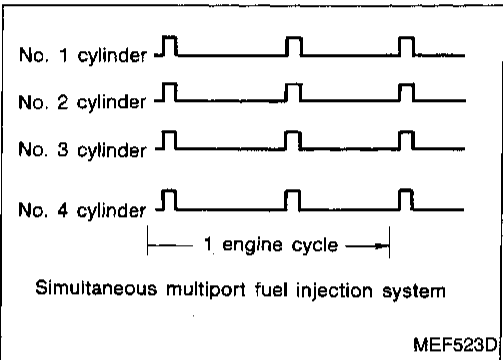 No. 1 cylinder
No. 2 cylinder
No. 3 cylinder
No. 4 cylinder
1 engine cycle
Simultaneous multiport fuel injection system
MEF523D